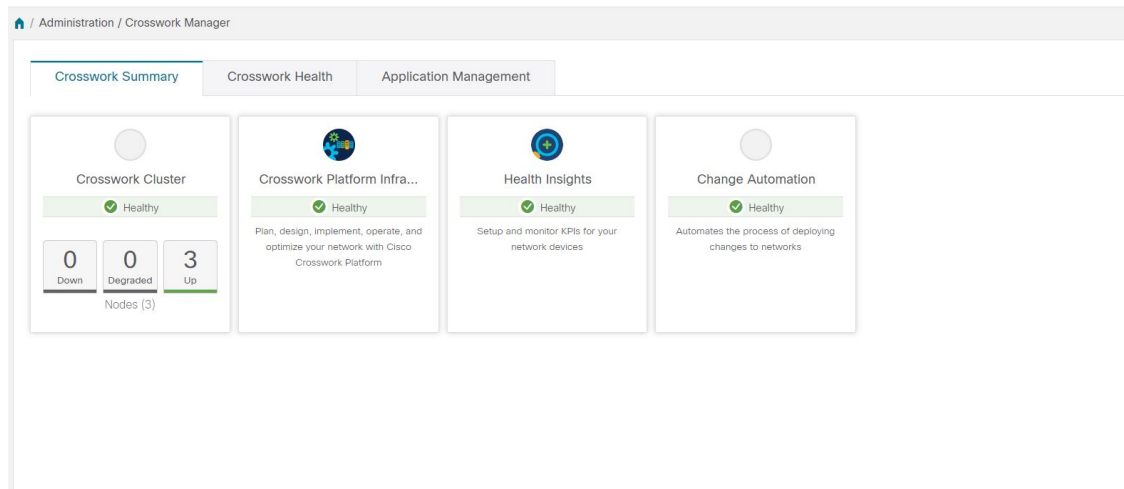 / Administration / Crosswork Manager
Crosswork Summary
Crosswork Health
Application Management
Crosswork Cluster
Healthy
0
Down
0
Degraded
3
Up
Nodes (3)
Crosswork Platform Infra...
Healthy
Plan, design, implement, operate, and
optimize your network with Cisco
Crosswork Platform
Health Insights
Healthy
Setup and monitor KPIs for your
network devices
Change Automation
Healthy
Automates the process of deploying
changes to networks